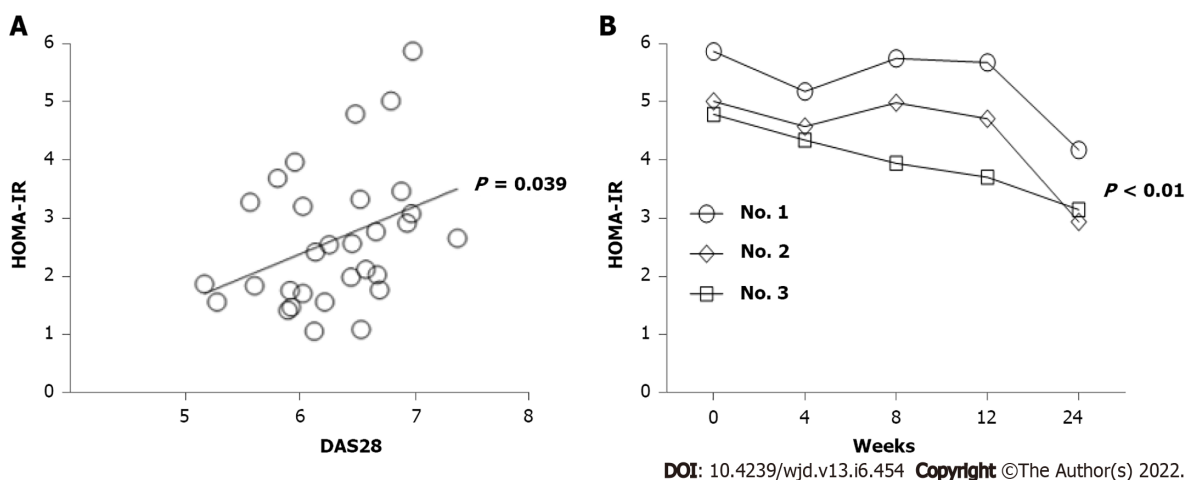 A
HOMA-IR
6
5
4
3
2
1
0
P = 0.039
5 6 7 8
DAS28
B
HOMA-IR
6
5
4
3
2
1
0
No. 1
No. 2
No. 3
P < 0.01
0 4 8 12 24
Weeks
DOI: 10.4239/wjd.v13.i6.454 Copyright ©The Author(s) 2022.